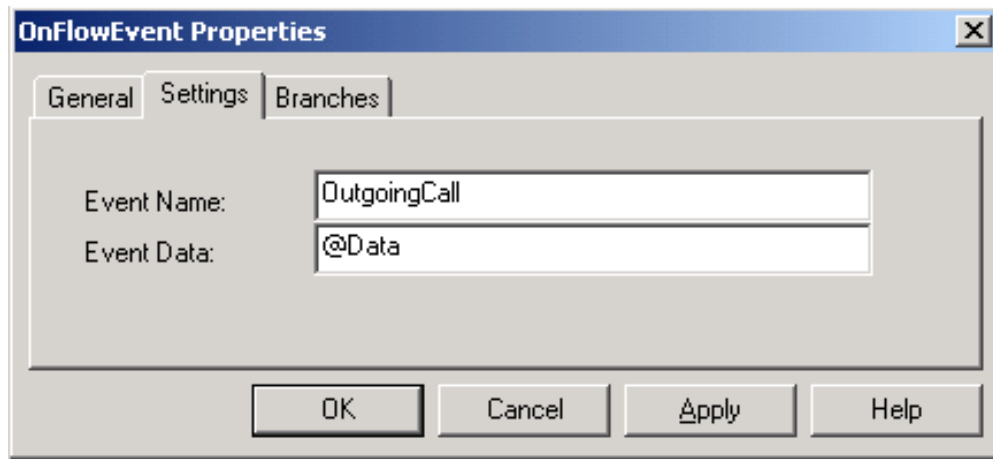 OnFlowEvent Properties
General Settings Branches
Event Name: OutgoingCall
Event Data: @Data
OK Cancel Apply Help